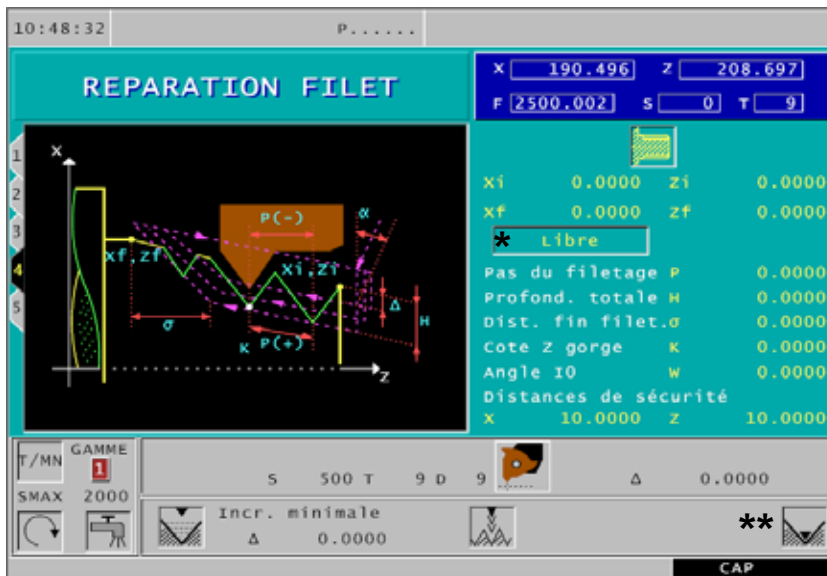 10:48:32 P......
REPARATION FILET
X 190.496 Z 208.697
F 2500.002 S 0 T 9
1
2
3
4
5
X
P(-)
α
xf,zf
Xi,Zi
Δ
H
σ
K P(+)
Z
Xi 0.0000 Zi 0.0000
Xf 0.0000 Zf 0.0000
* Libre
Pas du filetage P 0.0000
Profond. totale H 0.0000
Dist. fin filet.σ 0.0000
Cote Z gorge K 0.0000
Angle I0 W 0.0000
Distances de sécurité
X 10.0000 Z 10.0000
T/MN GAMME
1
SMAX 2000
S 500 T 9 D 9 Δ 0.0000
Incr. minimale
Δ 0.0000
**
CAP